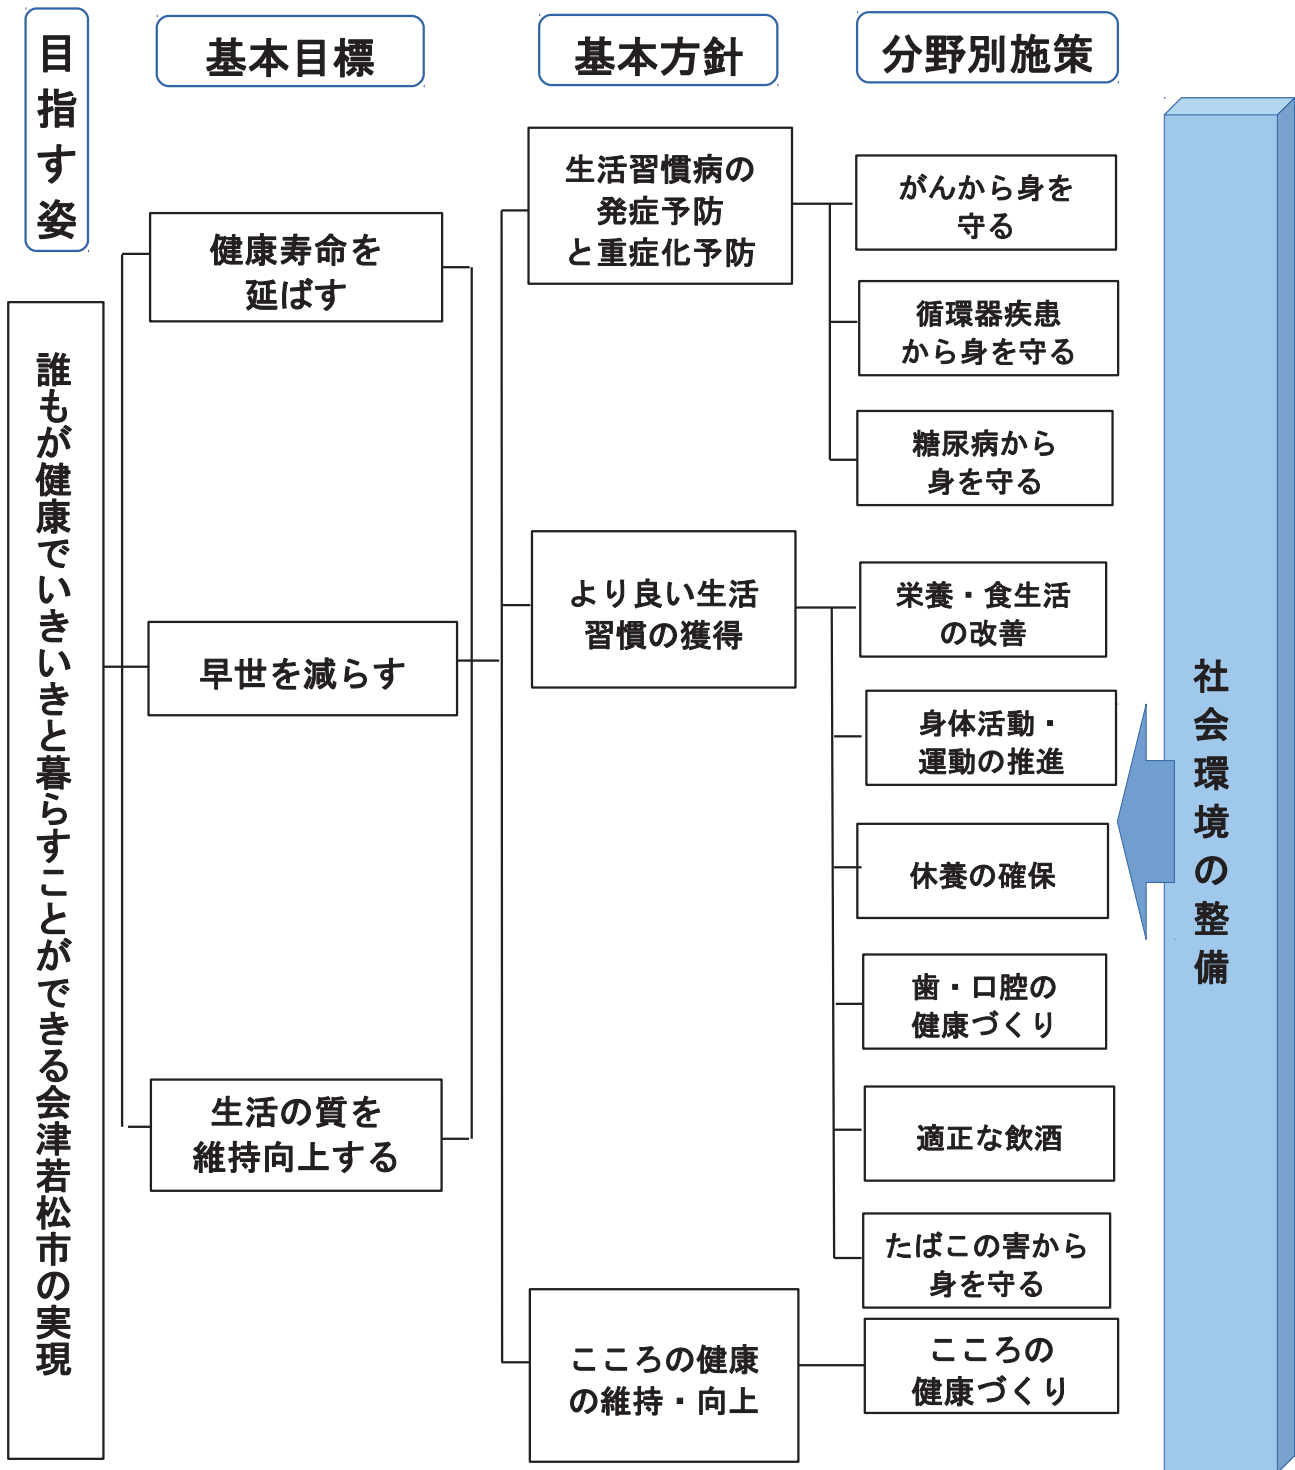 目指す姿
基本目標
基本方針
分野別施策
誰もが健康でいきいきと暮らすことができる会津若松市の実現
健康寿命を
延ばす
早世を減らす
生活の質を
維持向上する
生活習慣病の
発症予防
と重症化予防
より良い生活
習慣の獲得
こころの健康
の維持・向上
がんから身を
守る
循環器疾患
から身を守る
糖尿病から
身を守る
栄養・食生活
の改善
身体活動・
運動の推進
休養の確保
歯・口腔の
健康づくり
適正な飲酒
たばこの害から
身を守る
こころの
健康づくり
社会環境の整備